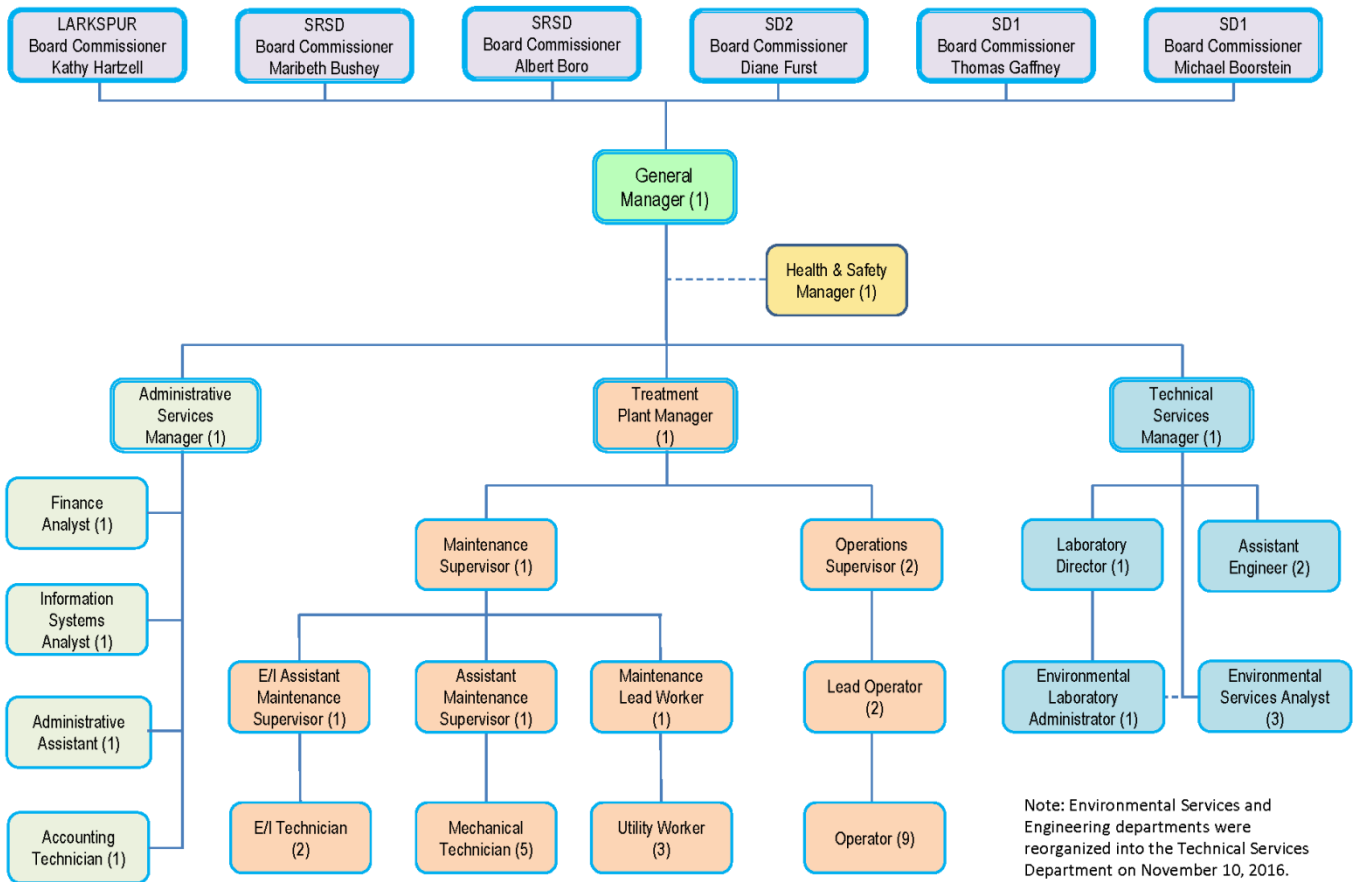 LARKSPUR
Board Commissioner
Kathy Hartzell
SRSD
Board Commissioner
Maribeth Bushey
SRSD
Board Commissioner
Albert Boro
SD2
Board Commissioner
Diane Furst
SD1
Board Commissioner
Thomas Gaffney
SD1
Board Commissioner
Michael Boorstein
General
Manager (1)
Health & Safety
Manager (1)
Administrative
Services
Manager (1)
Treatment
Plant Manager
(1)
Technical
Services
Manager (1)
Finance
Analyst (1)
Information
Systems
Analyst (1)
Administrative
Assistant (1)
Accounting
Technician (1)
Maintenance
Supervisor (1)
Operations
Supervisor (2)
Laboratory
Director (1)
Assistant
Engineer (2)
E/I Assistant
Maintenance
Supervisor (1)
Assistant
Maintenance
Supervisor (1)
Maintenance
Lead Worker
(1)
Lead Operator
(2)
Environmental
Laboratory
Administrator (1)
Environmental
Services Analyst
(3)
E/I Technician
(2)
Mechanical
Technician (5)
Utility Worker
(3)
Operator (9)
Note: Environmental Services and
Engineering departments were
reorganized into the Technical Services
Department on November 10, 2016.